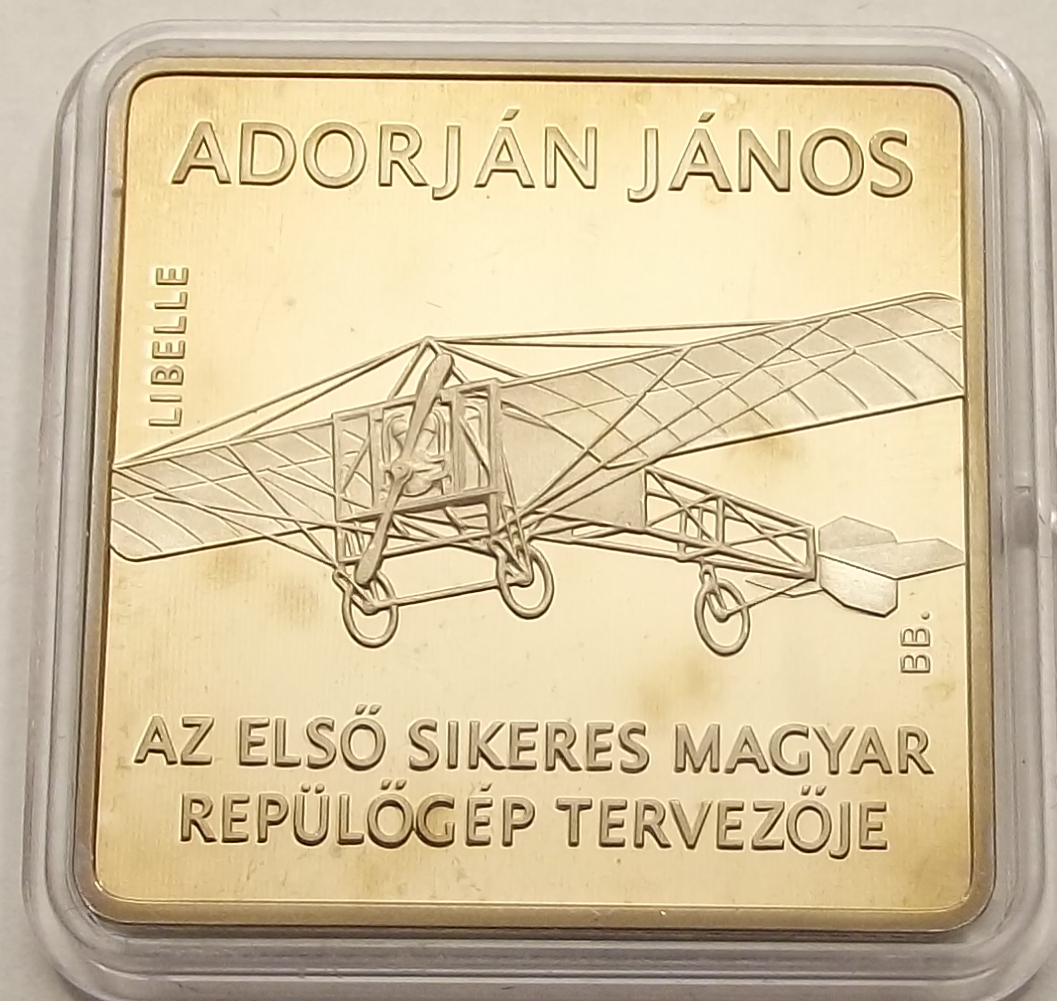 ADORJÁN JÁNOS
LIBELLE
BB.
AZ ELSŐ SIKERES MAGYAR
REPÜLŐGÉP TERVEZŐJE